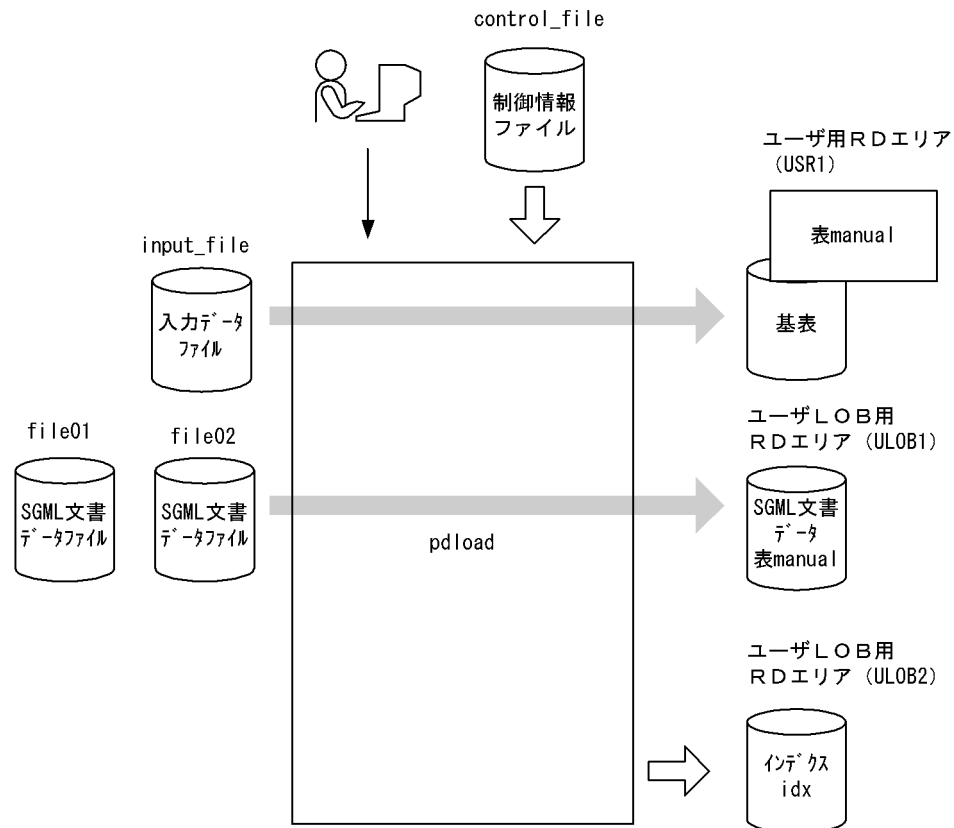 control_file
制御情報
ファイル
ユーザ用ＲＤエリア
(USR1)
表manual
input_file
入力ﾃﾞｰﾀ
ﾌｧｲﾙ
基表
file01
file02
ユーザＬＯＢ用
ＲＤエリア (ULOB1)
SGML文書
ﾃﾞｰﾀﾌｧｲﾙ
SGML文書
ﾃﾞｰﾀﾌｧｲﾙ
SGML文書
ﾃﾞｰﾀ
表manual
pdload
ユーザＬＯＢ用
ＲＤエリア (ULOB2)
ｲﾝﾃﾞｸｽ
idx